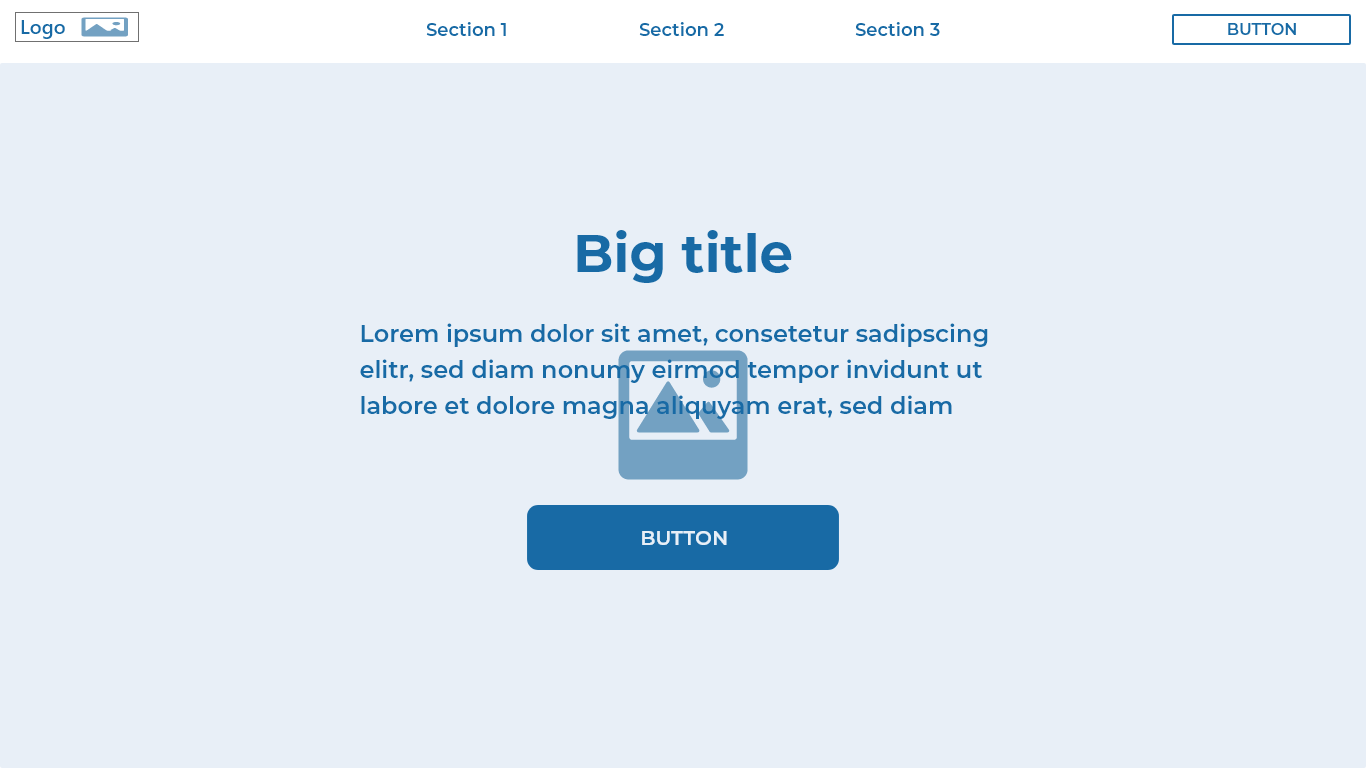 Logo
Section 1
Section 2
Section 3
BUTTON
Big title
Lorem ipsum dolor sit amet, consetetur sadipscing
elitr, sed diam nonumy eirmod tempor invidunt ut
labore et dolore magna aliquyam erat, sed diam
BUTTON